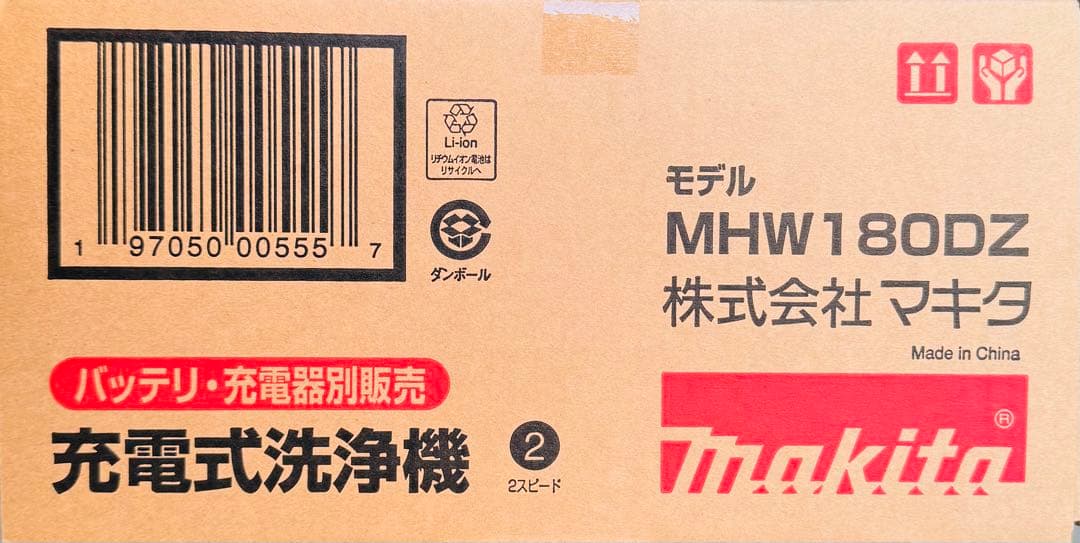 1 97050 00555 7
Li-ion
リチウムイオン電池は
リサイクルへ
ダンボール
モデル
MHW180DZ
株式会社 マキタ
Made in China
バッテリ・充電器別販売
充電式洗浄機
2
2スピード
makita ®